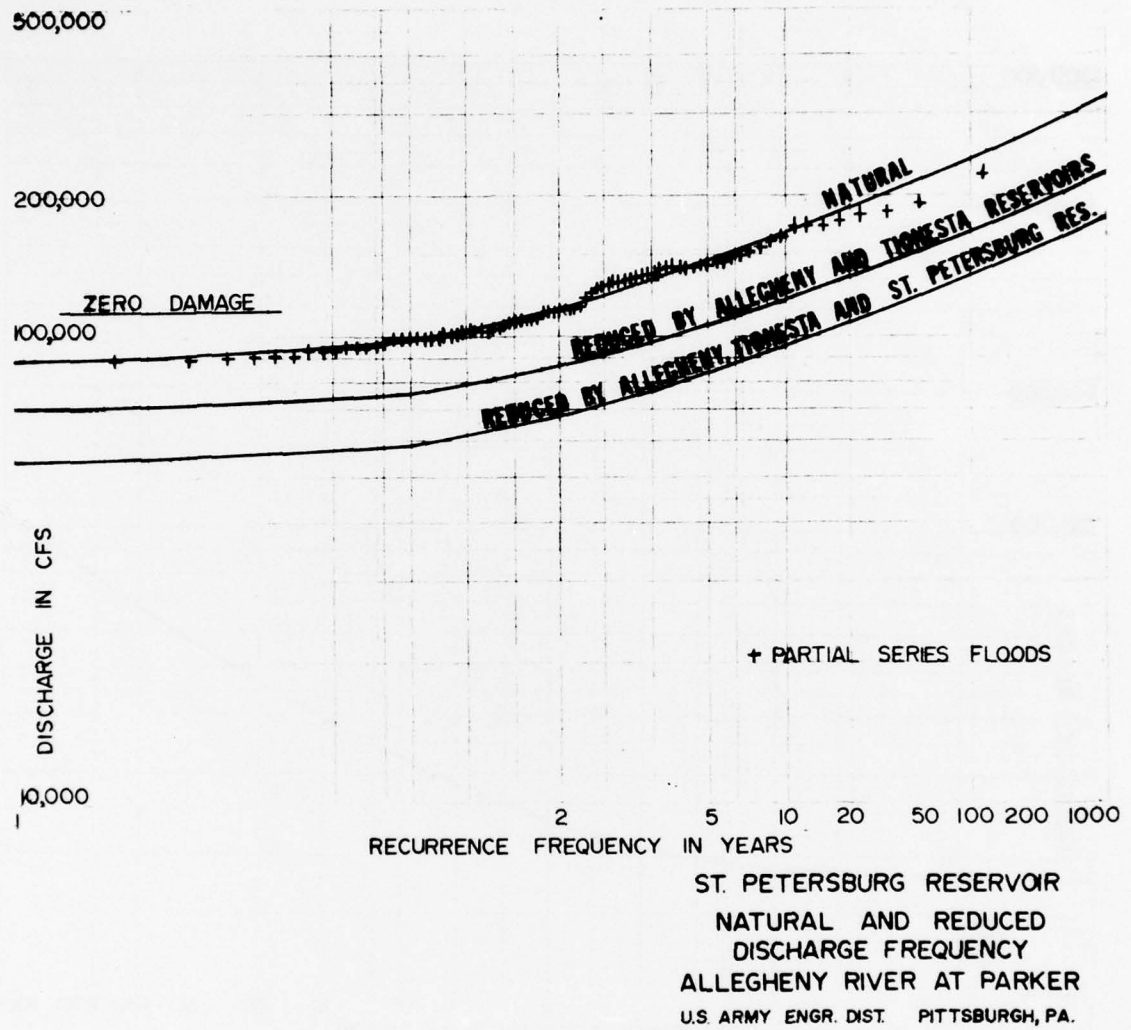 500,000
200,000
NATURAL
REDUCED BY ALLEGHENY AND TIONESTA RESERVOIRS
REDUCED BY ALLEGHENY, TIONESTA AND ST. PETERSBURG RES.
ZERO DAMAGE
100,000
DISCHARGE IN CFS
+ PARTIAL SERIES FLOODS
10,000
1 2 5 10 20 50 100 200 1000
RECURRENCE FREQUENCY IN YEARS
ST. PETERSBURG RESERVOIR
NATURAL AND REDUCED
DISCHARGE FREQUENCY
ALLEGHENY RIVER AT PARKER
U.S. ARMY ENGR. DIST. PITTSBURGH, PA.